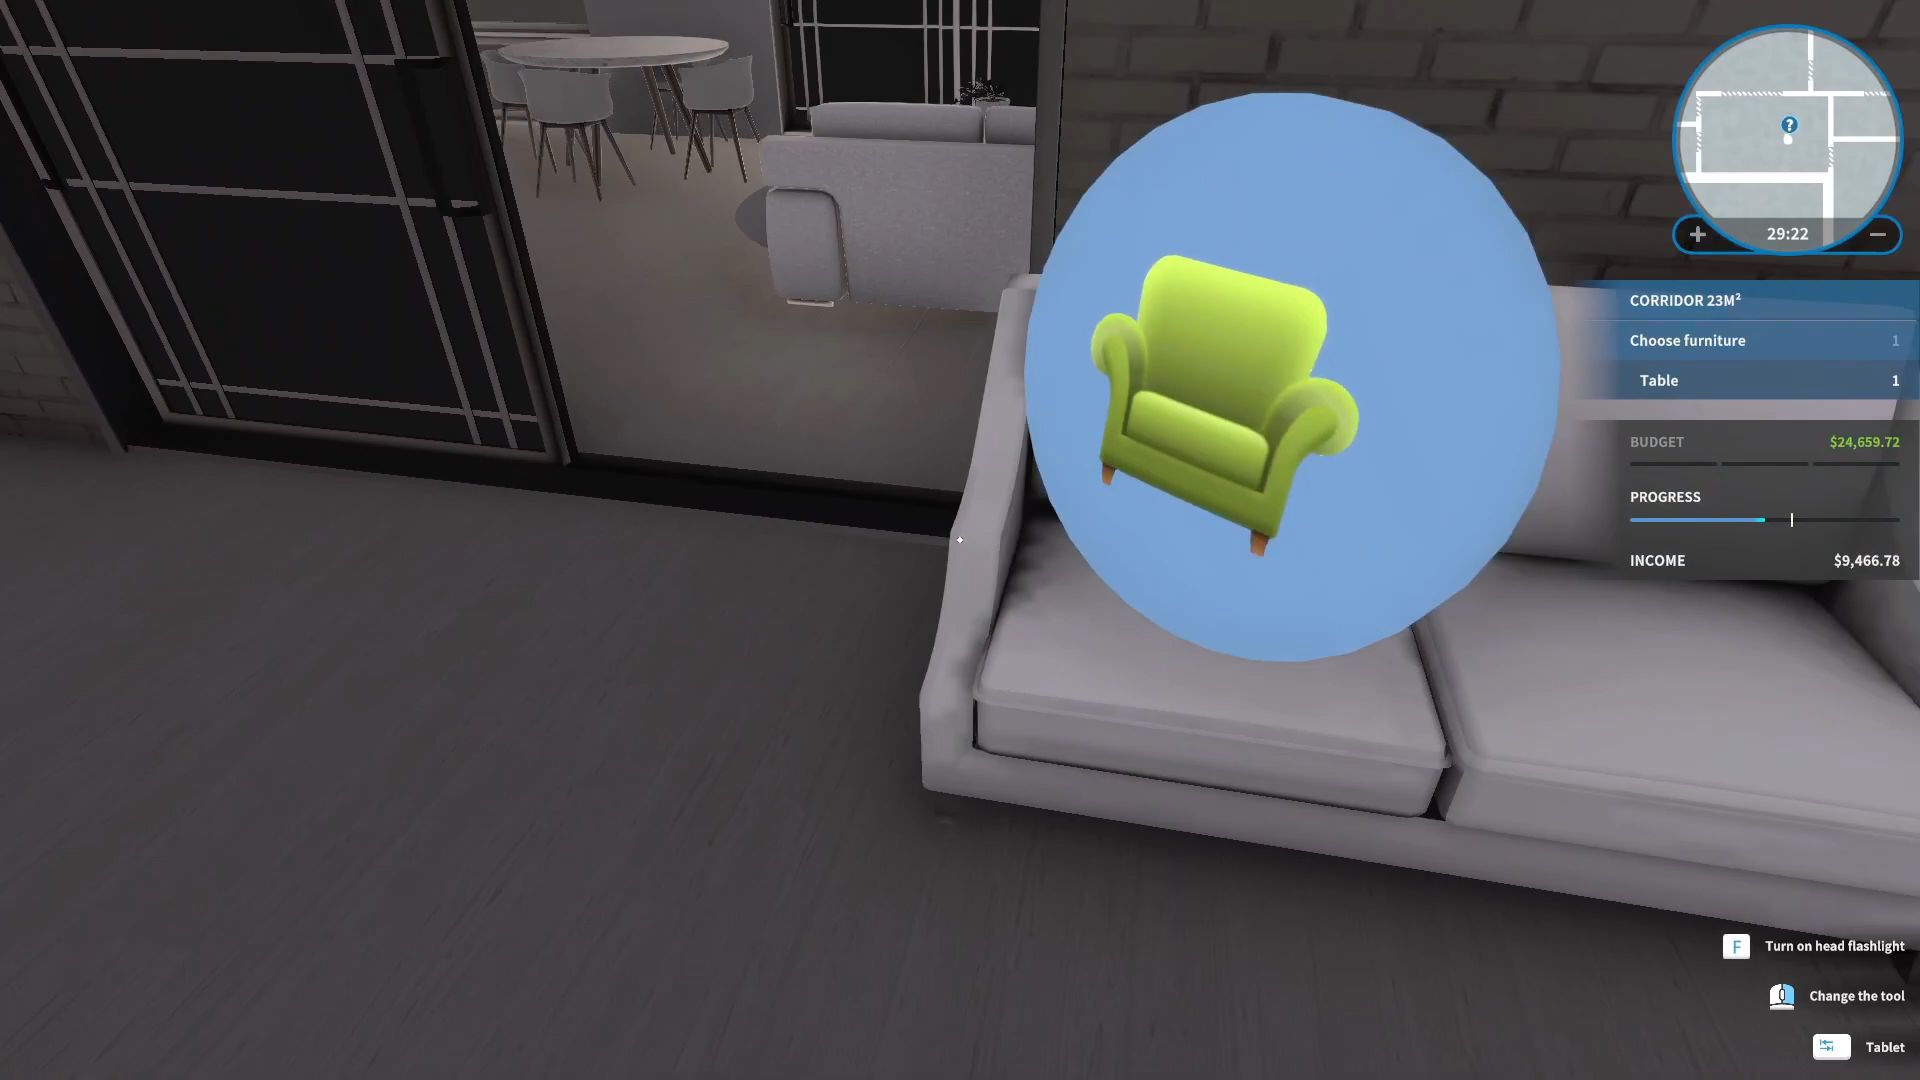 ?
29:22
CORRIDOR 23M²
Choose furniture 1
Table 1
BUDGET $24,659.72
PROGRESS
INCOME $9,466.78
F Turn on head flashlight
Change the tool
Tablet